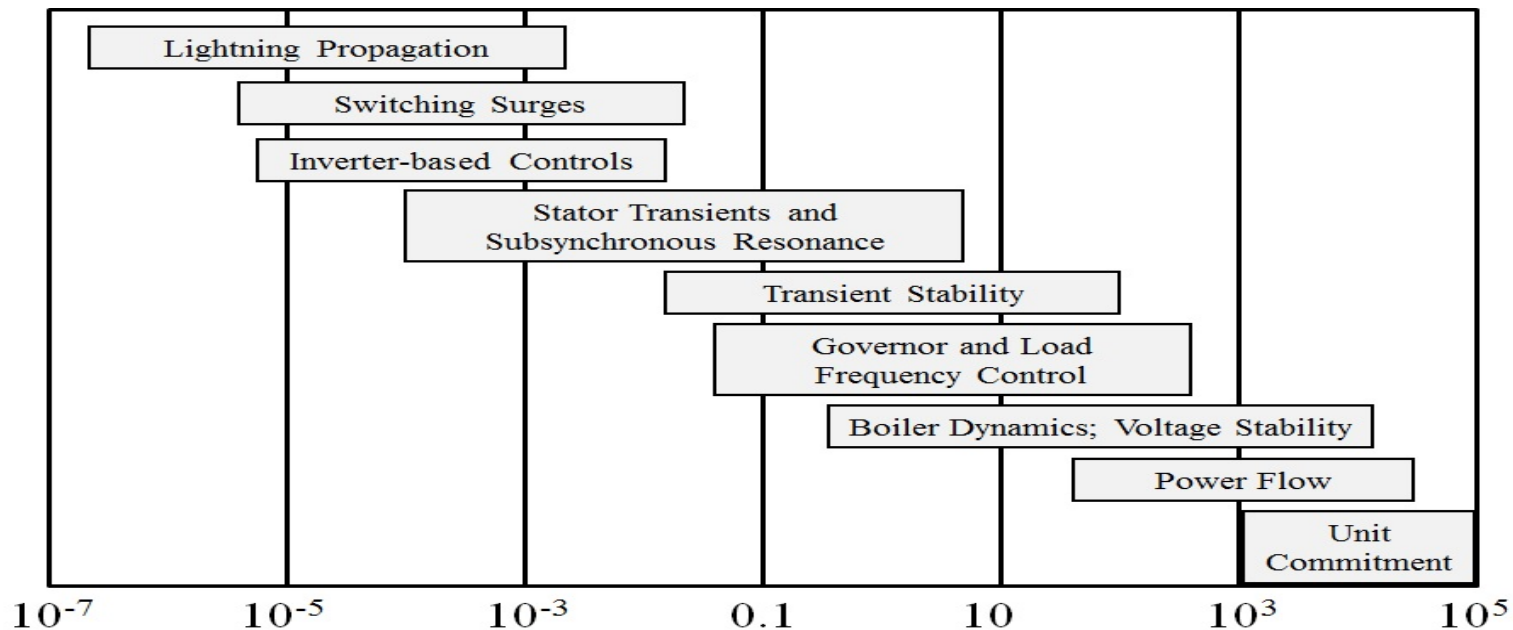 Lightning Propagation
Switching Surges
Inverter-based Controls
Stator Transients and
Subsynchronous Resonance
Transient Stability
Governor and Load
Frequency Control
Boiler Dynamics; Voltage Stability
Power Flow
Unit
Commitment
10⁻⁷ 10⁻⁵ 10⁻³ 0.1 10 10³ 10⁵